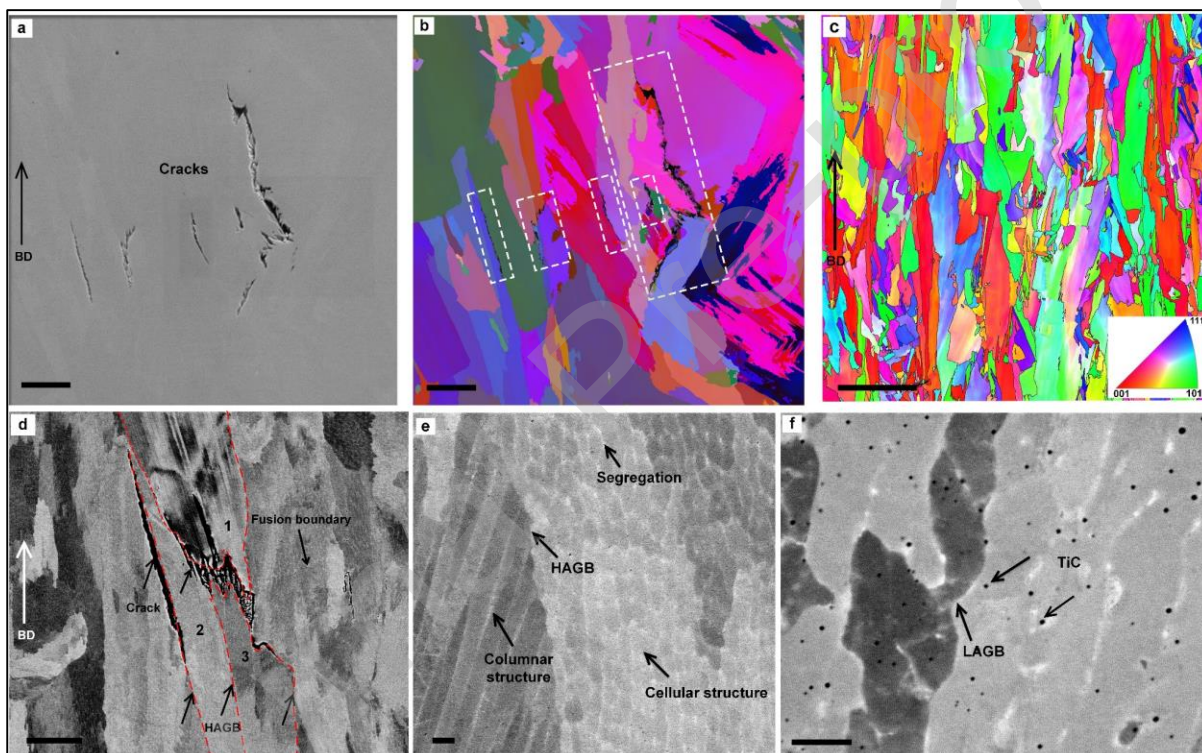 a
Cracks
BD
b
c
BD
111
001
101
d
1
Fusion boundary
BD
Crack
2
3
HAGB
e
Segregation
HAGB
Columnar
structure
Cellular structure
f
TiC
LAGB